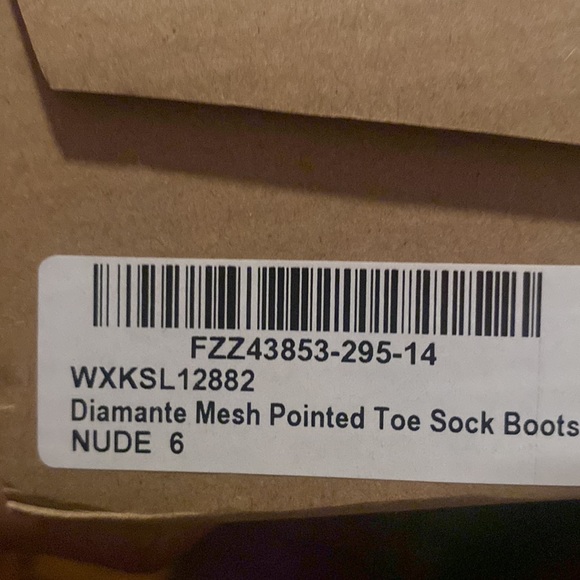 FZZ43853-295-14
WXKSL12882
Diamante Mesh Pointed Toe Sock Boots
NUDE 6